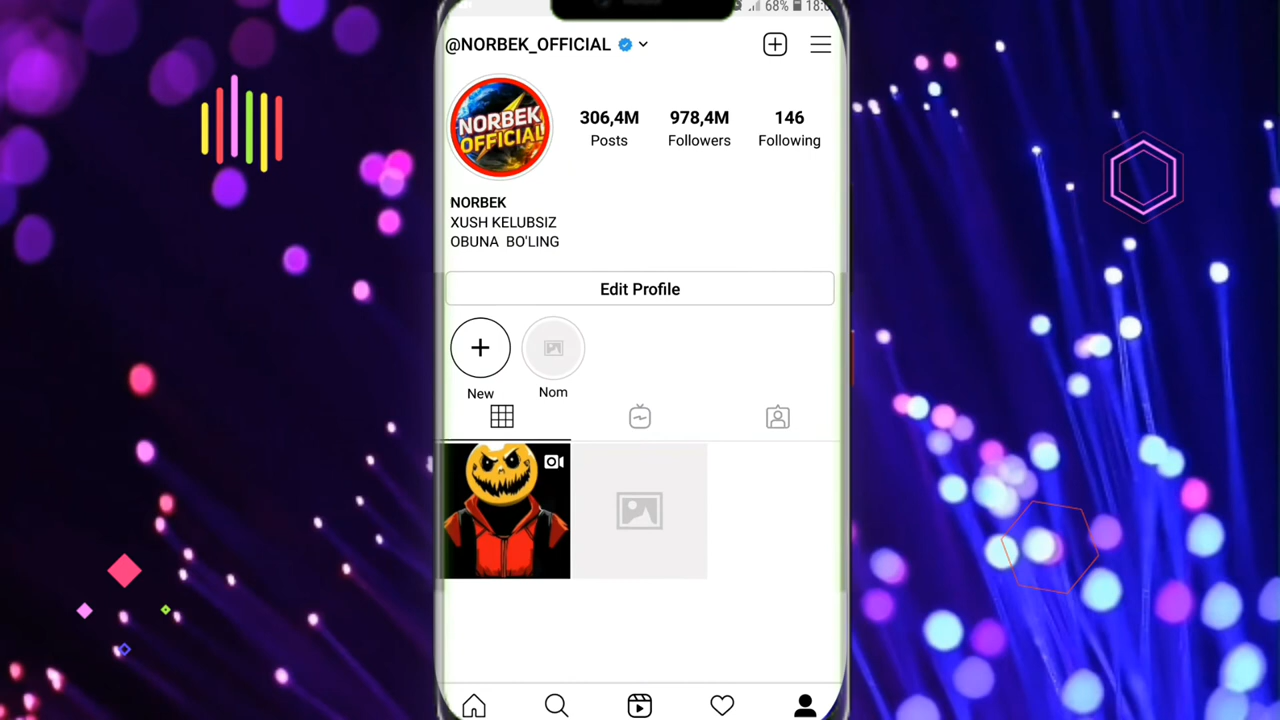 68% 18:0
@NORBEK_OFFICIAL
NORBEK
OFFICIAL
306,4M 978,4M 146
Posts Followers Following
NORBEK
XUSH KELUBSIZ
OBUNA BO'LING
Edit Profile
New Nom